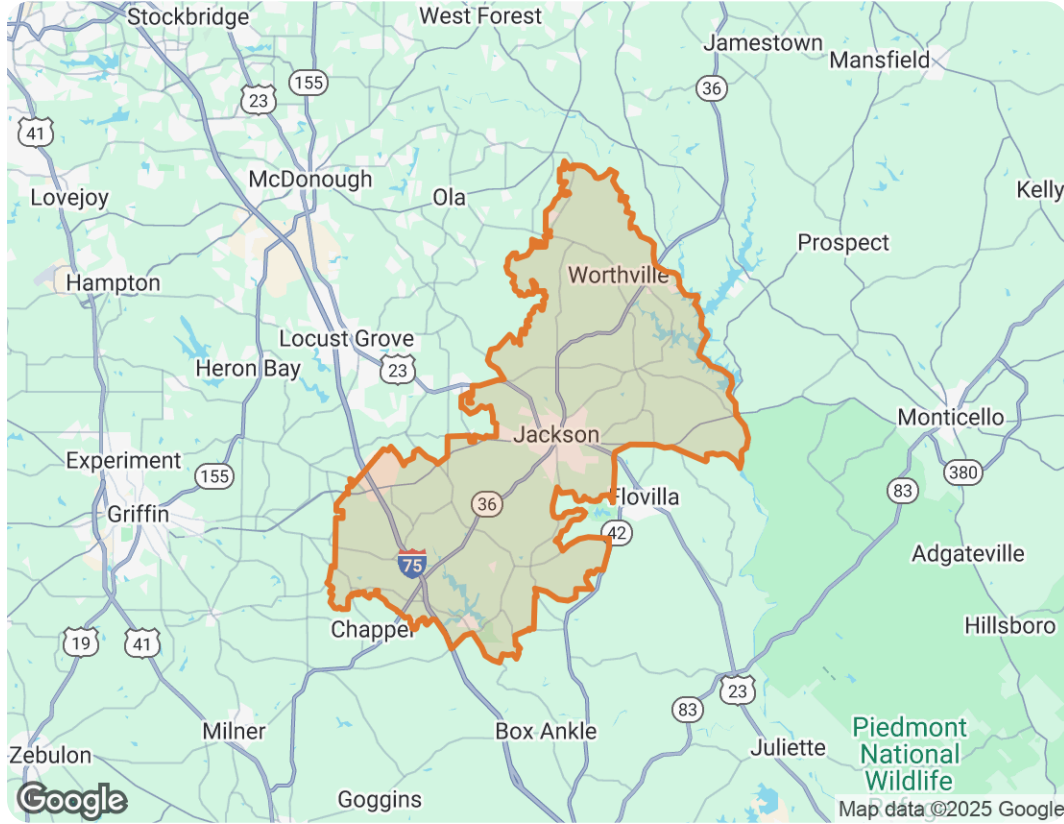 Stockbridge
West Forest
Jamestown
Mansfield
155
36
23
41
McDonough
Lovejoy
Ola
Kelly
Prospect
Worthville
Hampton
Locust Grove
Heron Bay
23
Monticello
Jackson
Experiment
155
380
83
36
Flovilla
Griffin
42
Adgateville
75
Hillsboro
Chappel
19
41
23
83
Milner
Box Ankle
Piedmont
National
Wildlife
Refuge
Juliette
Zebulon
Goggins
Google
Map data ©2025 Google